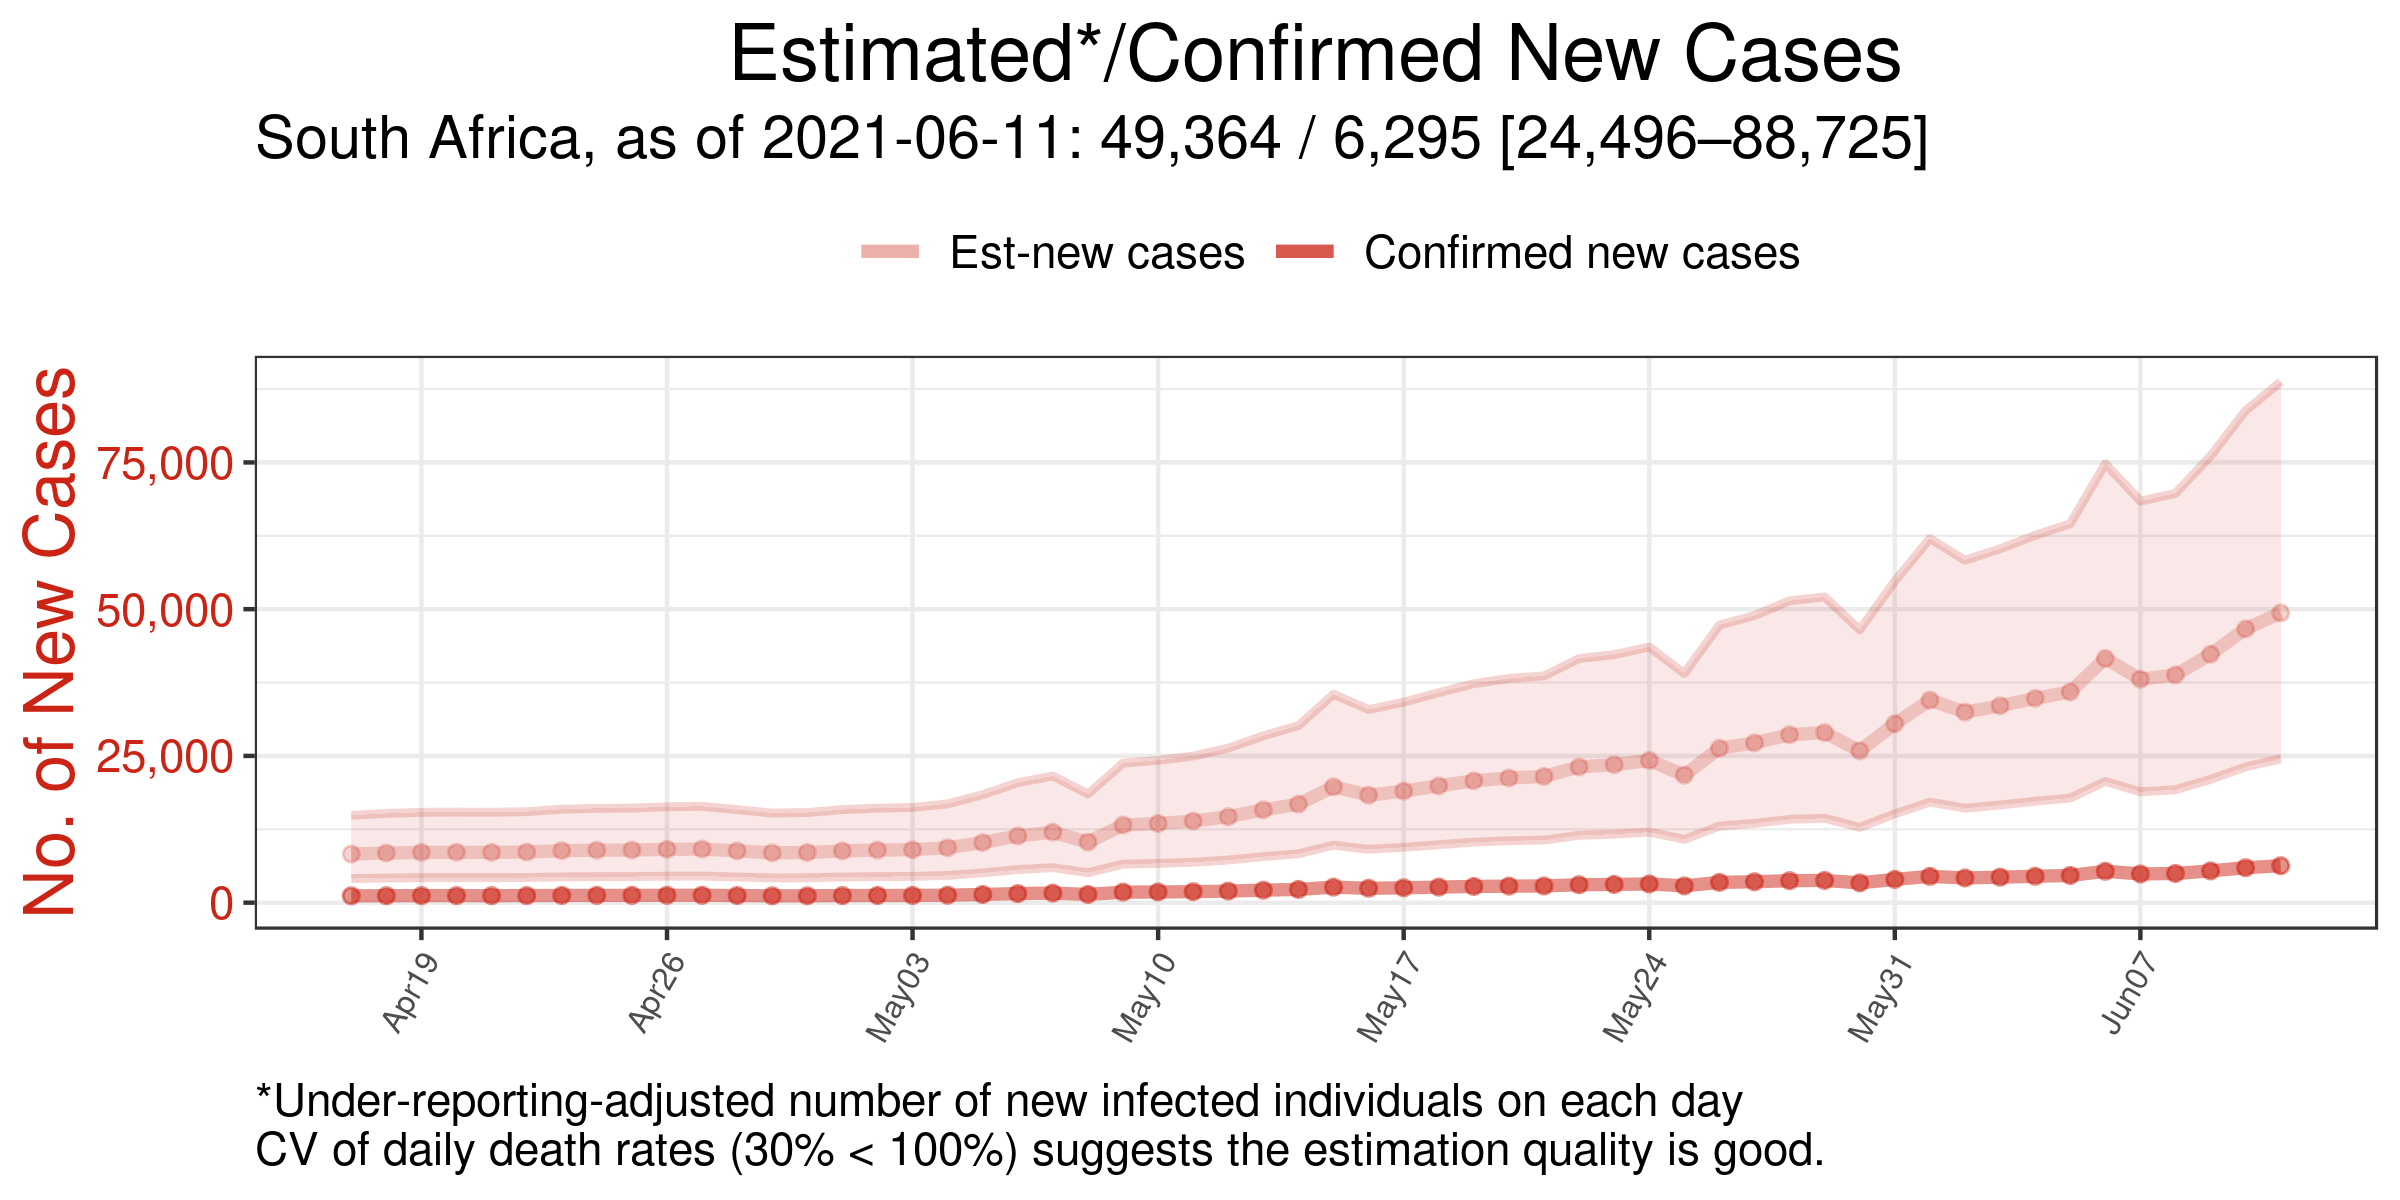 Estimated*/Confirmed New Cases
South Africa, as of 2021-06-11: 49,364 / 6,295 [24,496–88,725]
Est-new cases
Confirmed new cases
No. of New Cases
75,000
50,000
25,000
0
Apr19
Apr26
May03
May10
May17
May24
May31
Jun07
*Under-reporting-adjusted number of new infected individuals on each day
CV of daily death rates (30% < 100%) suggests the estimation quality is good.